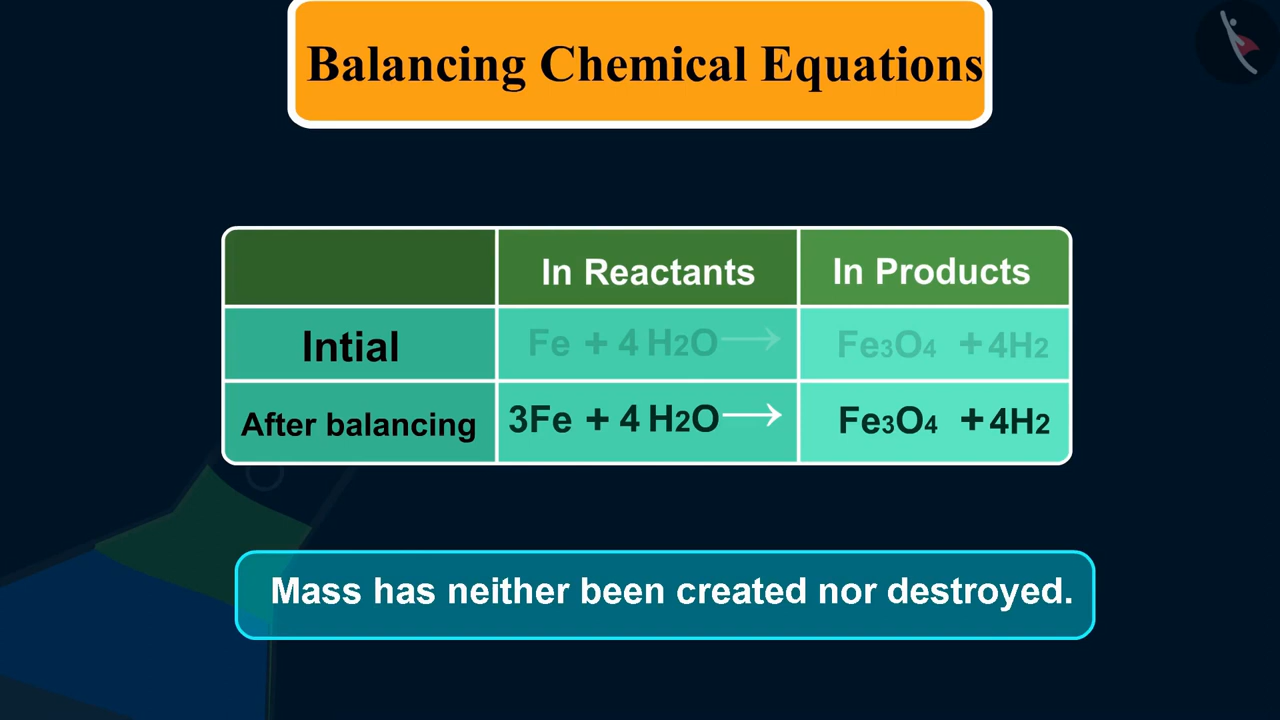 Balancing Chemical Equations
In Reactants In Products
Intial Fe + 4 H2O → Fe3O4 + 4H2
After balancing 3Fe + 4 H2O → Fe3O4 + 4H2
Mass has neither been created nor destroyed.